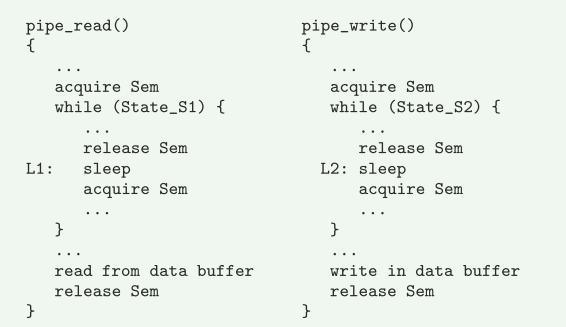 pipe_read()
{
...
acquire Sem
while (State_S1) {
...
release Sem
L1: sleep
acquire Sem
...
}
...
read from data buffer
release Sem
}
pipe_write()
{
...
acquire Sem
while (State_S2) {
...
release Sem
L2: sleep
acquire Sem
...
}
...
write in data buffer
release Sem
}